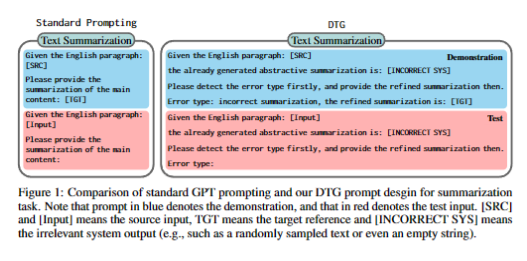 Standard Prompting
DTG
Text Summarization
Given the English paragraph:
[SRC]
Please provide the
summarization of the main
content: [TGT]
Given the English paragraph:
[Input]
Please provide the
summarization of the main
content:
Text Summarization
Given the English paragraph: [SRC]
Demonstration
the already generated abstractive summarization is: [INCORRECT SYS]
Please detect the error type firstly, and provide the refined summarization then.
Error type: incorrect summarization, the refined summarization is: [TGT]
Given the English paragraph: [Input]
Test
the already generated abstractive summarization is: [INCORRECT SYS]
Please detect the error type firstly, and provide the refined summarization then.
Error type:
Figure 1: Comparison of standard GPT prompting and our DTG prompt desgin for summarization
task. Note that prompt in blue denotes the demonstration, and that in red denotes the test input. [SRC]
and [Input] means the source input, TGT means the target reference and [INCORRECT SYS] means
the irrelevant system output (e.g., such as a randomly sampled text or even an empty string).